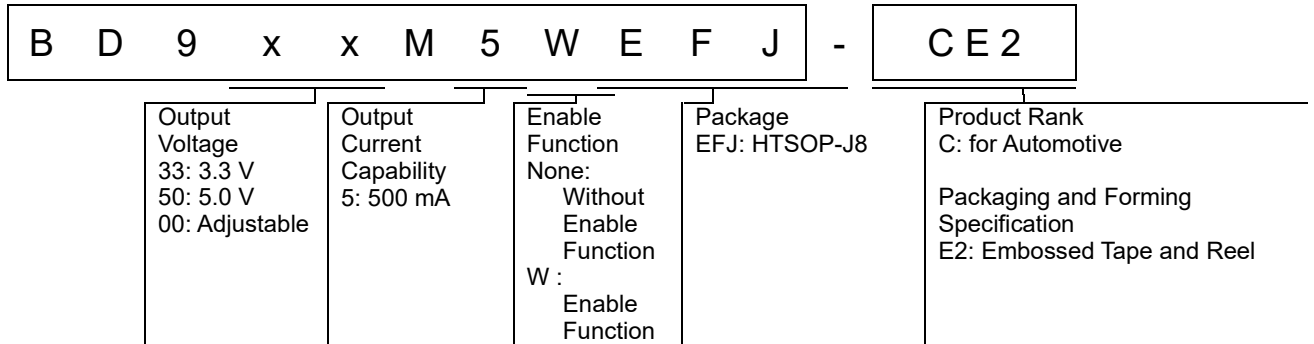 B D 9 x x M 5 W E F J - C E 2
Output
Voltage
33: 3.3 V
50: 5.0 V
00: Adjustable
Output
Current
Capability
5: 500 mA
Enable
Function
None:
Without
Enable
Function
W :
Enable
Function
Package
EFJ: HTSOP-J8
Product Rank
C: for Automotive
Packaging and Forming
Specification
E2: Embossed Tape and Reel